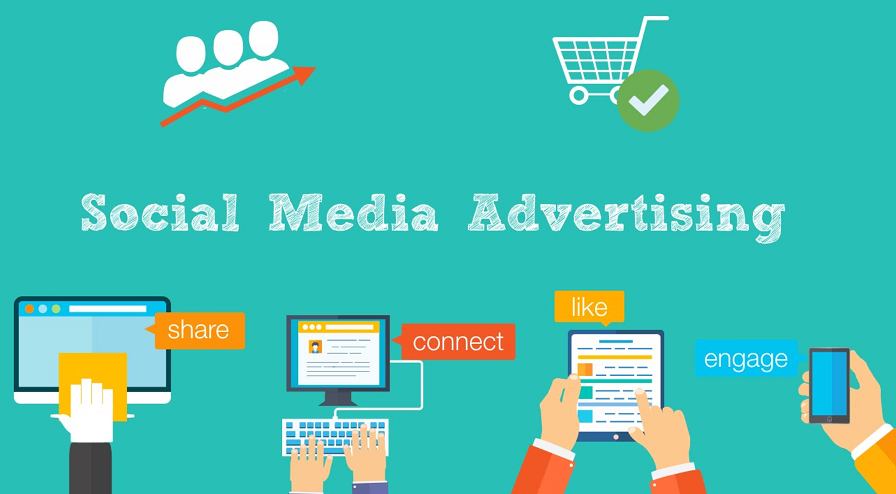 Social Media Advertising
share
connect
like
engage